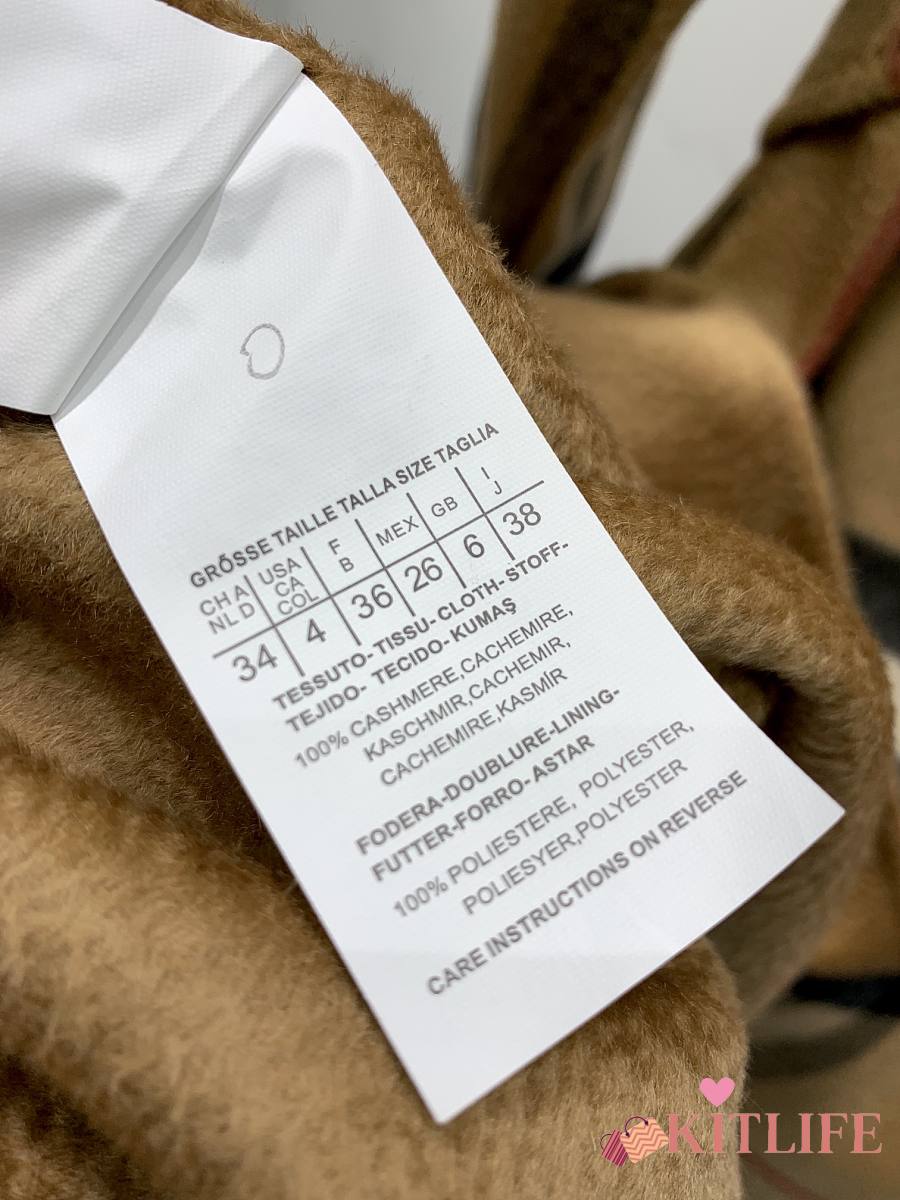 GRÖSSE TAILLE TALLA SIZE TAGLIA
CH A USA F MEX GB I
NL D CA B J
COL
34 4 36 26 6 38
TESSUTO- TISSU- CLOTH-STOFF-
TEJIDO- TECIDO-KUMAŞ
100% CASHMERE,CACHEMIRE,
KASCHMIR,CACHEMIR,
CACHEMIRE,KASMİR
FODERA-DOUBLURE-LINING-
FUTTER-FORRO-ASTAR
100% POLIESTERE, POLYESTER,
POLIESYER,POLYESTER
CARE INSTRUCTIONS ON REVERSE
KITLIFE